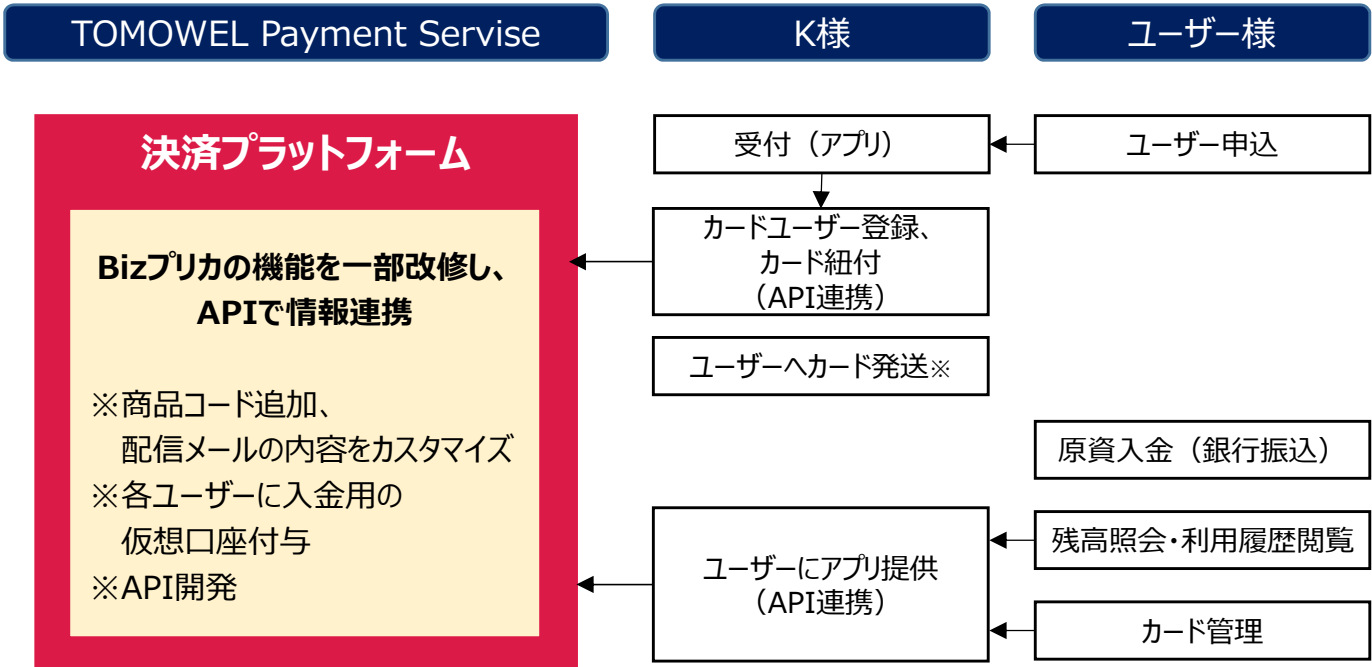 TOMOWEL Payment Servise
K様
ユーザー様
決済プラットフォーム
Bizプリカの機能を一部改修し、
APIで情報連携
※商品コード追加、
配信メールの内容をカスタマイズ
※各ユーザーに入金用の
仮想口座付与
※API開発
受付（アプリ）
カードユーザー登録、
カード紐付
（API連携）
ユーザーへカード発送※
ユーザーにアプリ提供
（API連携）
ユーザー申込
原資入金（銀行振込）
残高照会・利用履歴閲覧
カード管理